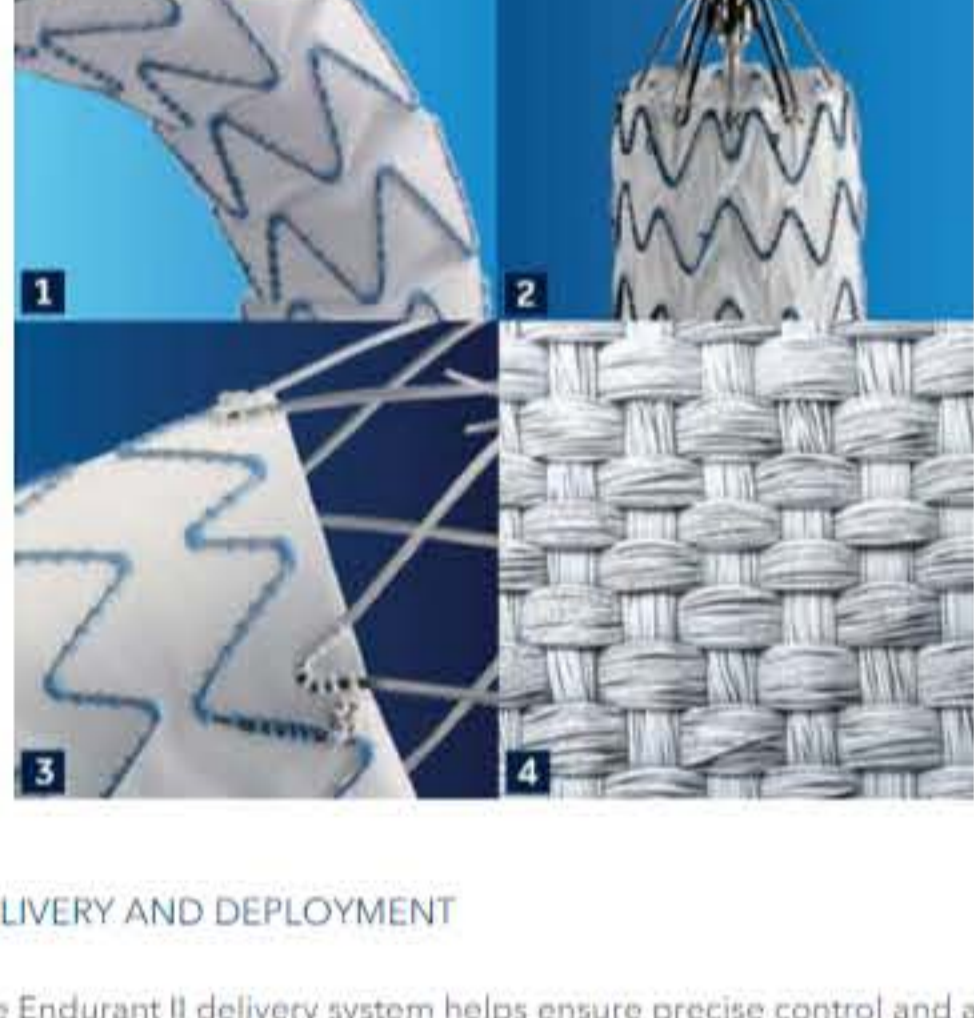 1
2
3
4
LIVERY AND DEPLOYMENT
e Endurant II delivery system helps ensure precise control and a